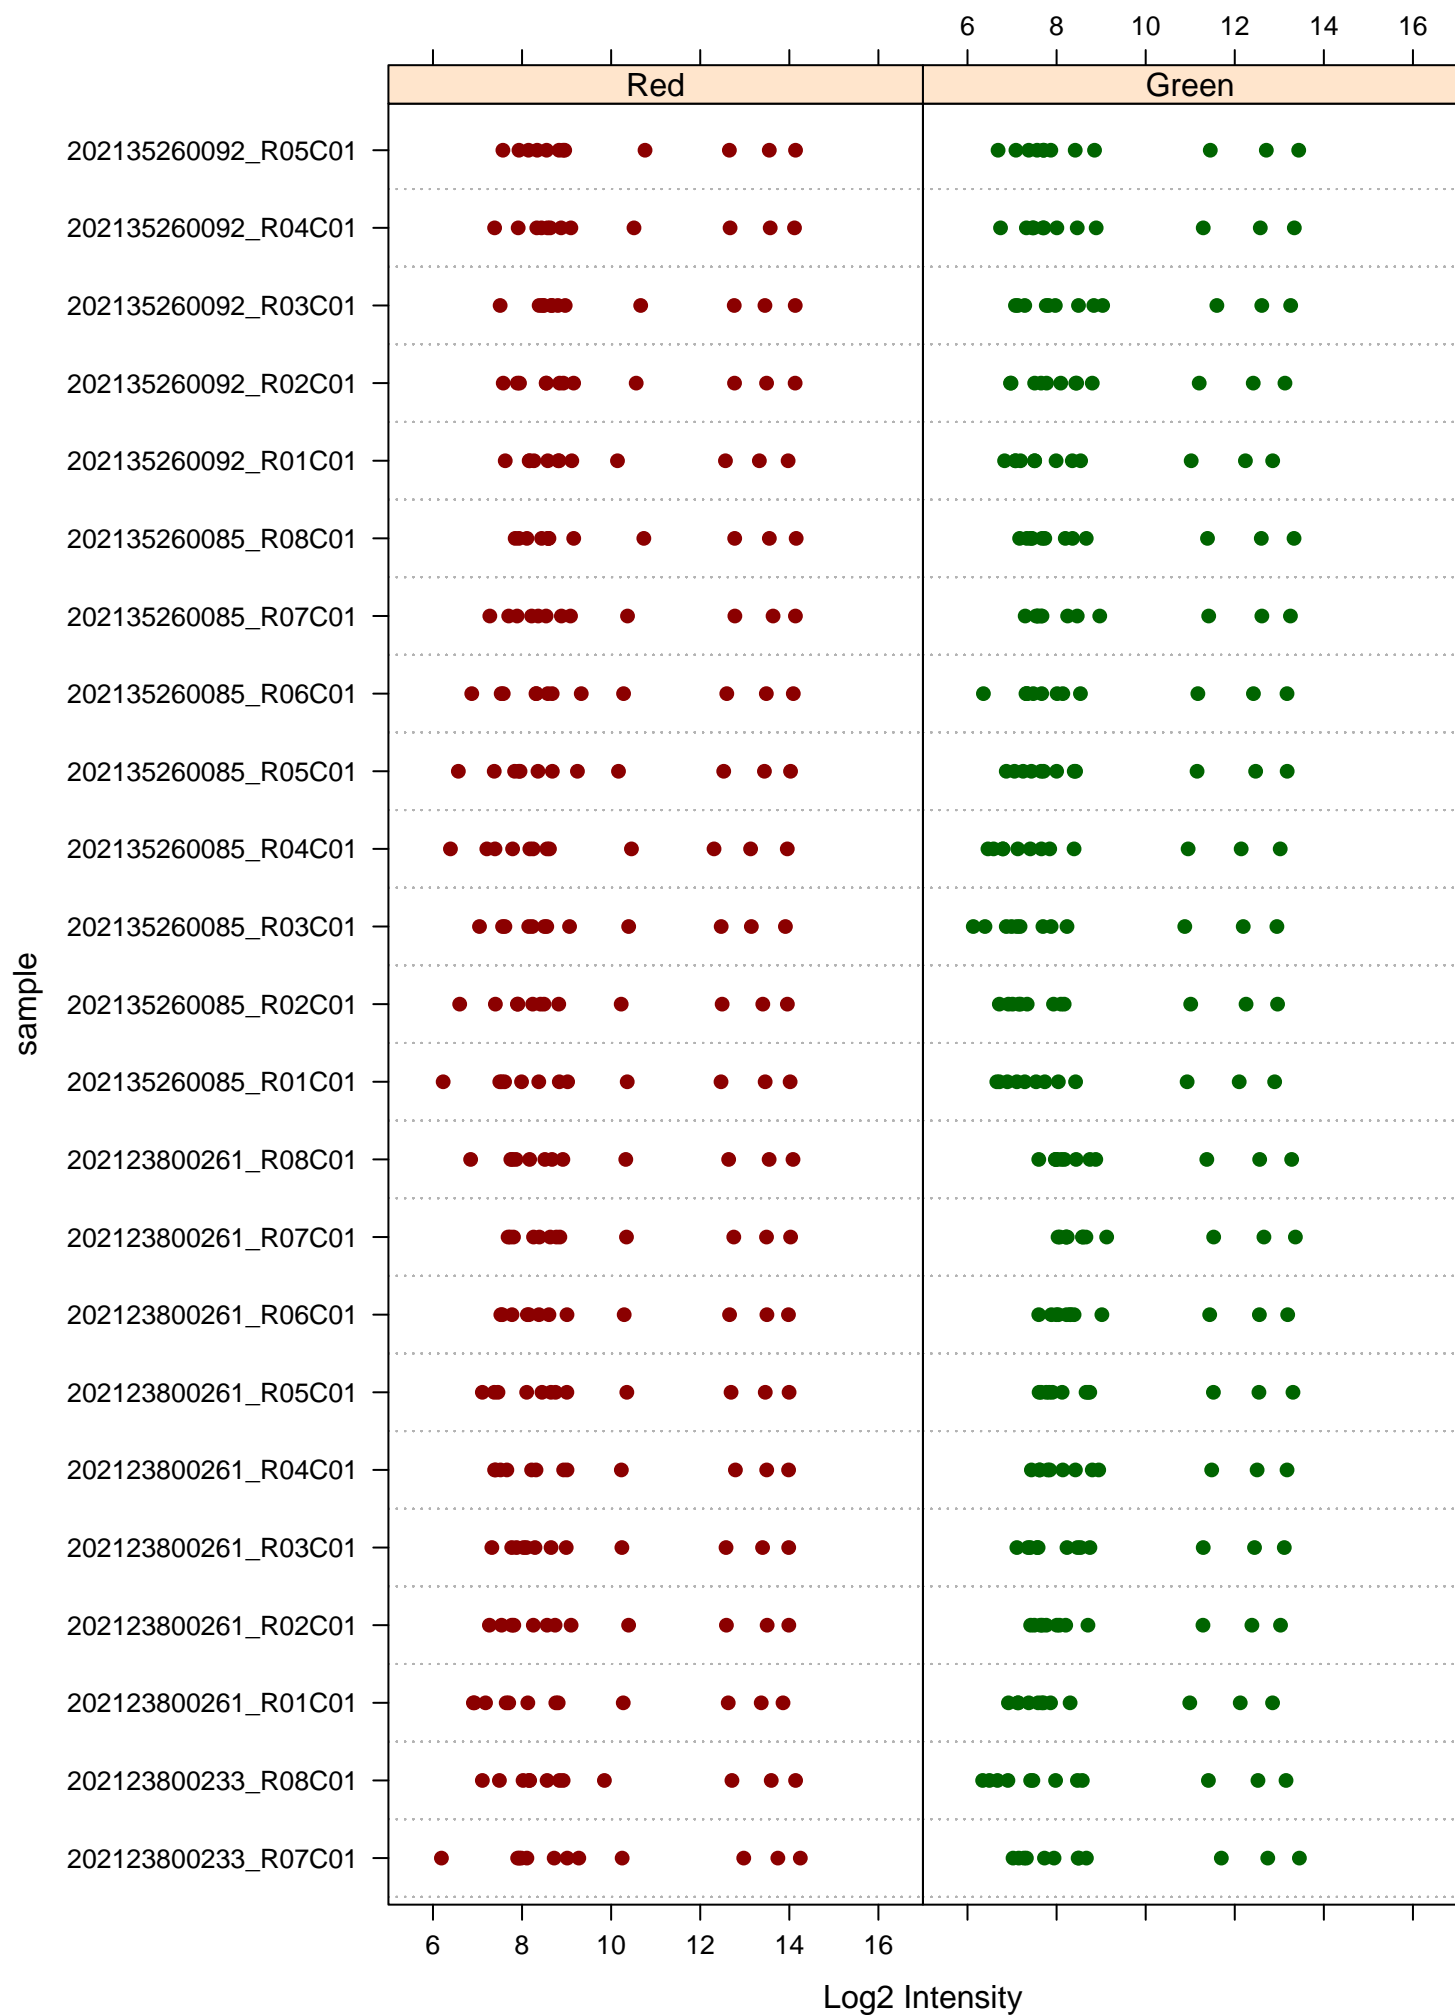 6 8 10 12 14 16
Red Green
202135260092_R05C01
202135260092_R04C01
202135260092_R03C01
202135260092_R02C01
202135260092_R01C01
202135260085_R08C01
202135260085_R07C01
202135260085_R06C01
202135260085_R05C01
202135260085_R04C01
202135260085_R03C01
202135260085_R02C01
202135260085_R01C01
202123800261_R08C01
202123800261_R07C01
202123800261_R06C01
202123800261_R05C01
202123800261_R04C01
202123800261_R03C01
202123800261_R02C01
202123800261_R01C01
202123800233_R08C01
202123800233_R07C01
sample
6 8 10 12 14 16
Log2 Intensity